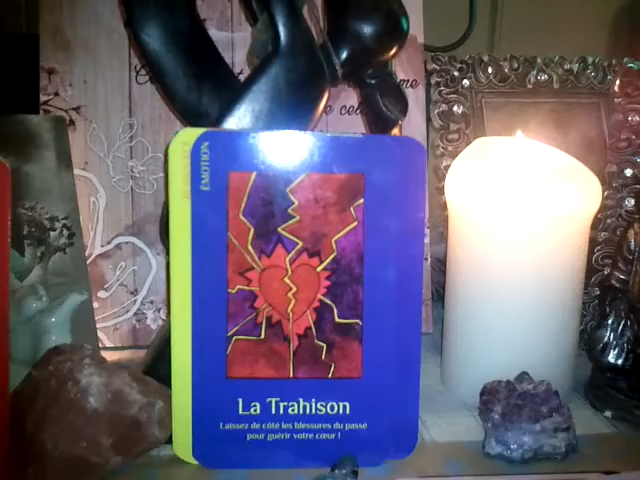 ÉMOTION
La Trahison
Laissez de côté les blessures du passé
pour guérir votre cœur !